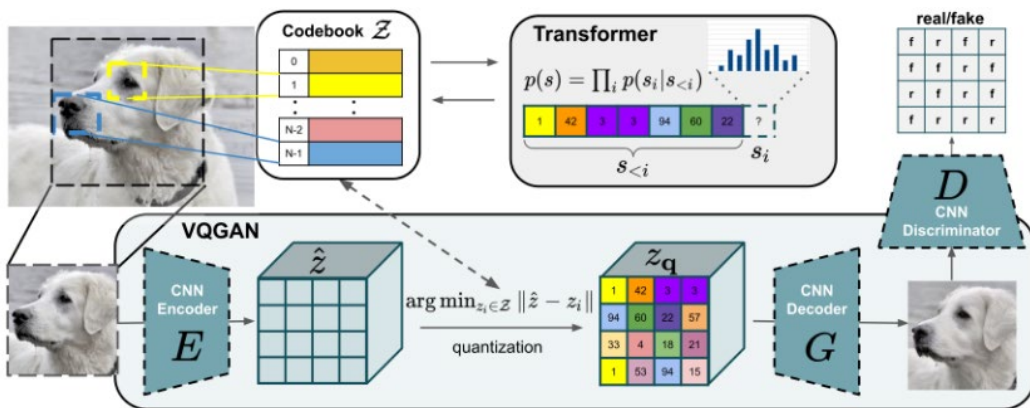 Codebook 𝒵
0
1
N-2
N-1
Transformer
p(s) = ∏ᵢ p(sᵢ|s<ᵢ)
1 42 3 3 94 60 22 ?
s<ᵢ
sᵢ
real/fake
f r f r
f f r f
r f r f
f r r r
D
CNN
Discriminator
VQGAN
CNN
Encoder
E
ẑ
arg min_{zᵢ∈𝒵} ‖ẑ − zᵢ‖
quantization
z_q
1 42 3 3
94 60 22 57
33 4 18 21
1 53 94 15
CNN
Decoder
G